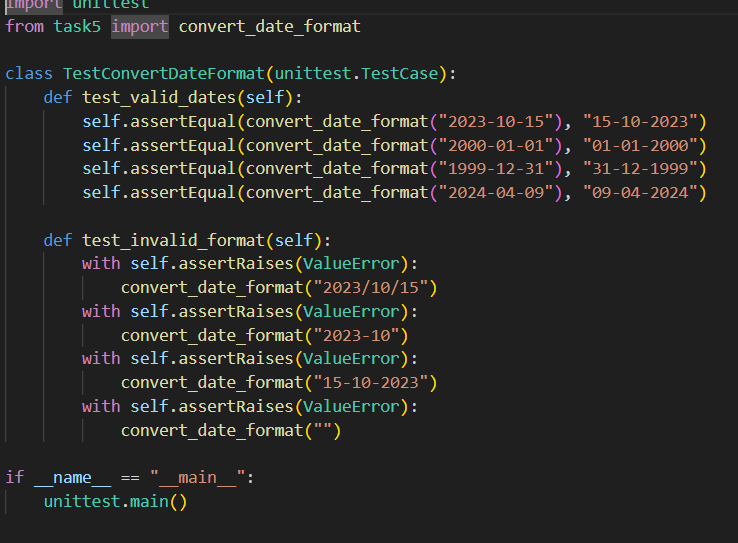 import unittest
from task5 import convert_date_format

class TestConvertDateFormat(unittest.TestCase):
    def test_valid_dates(self):
        self.assertEqual(convert_date_format("2023-10-15"), "15-10-2023")
        self.assertEqual(convert_date_format("2000-01-01"), "01-01-2000")
        self.assertEqual(convert_date_format("1999-12-31"), "31-12-1999")
        self.assertEqual(convert_date_format("2024-04-09"), "09-04-2024")

    def test_invalid_format(self):
        with self.assertRaises(ValueError):
            convert_date_format("2023/10/15")
        with self.assertRaises(ValueError):
            convert_date_format("2023-10")
        with self.assertRaises(ValueError):
            convert_date_format("15-10-2023")
        with self.assertRaises(ValueError):
            convert_date_format("")

if __name__ == "__main__":
    unittest.main()